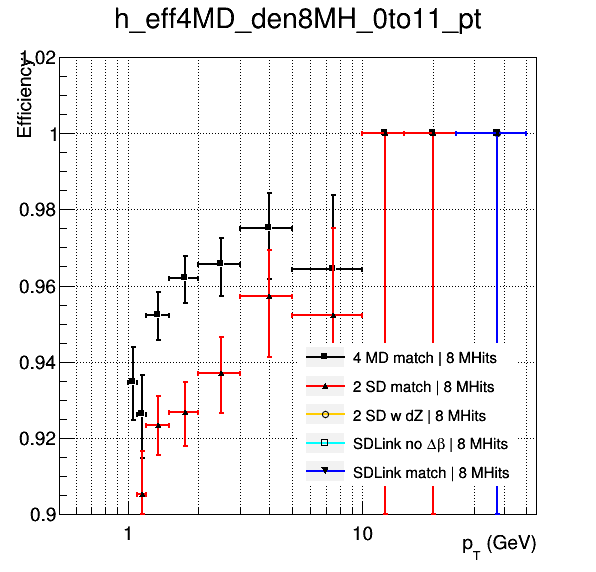 h_eff4MD_den8MH_0to11_pt
Efficiency
1.02
1
0.98
0.96
0.94
0.92
0.9
4 MD match | 8 MHits
2 SD match | 8 MHits
2 SD w dZ | 8 MHits
SDLink no Δβ | 8 MHits
SDLink match | 8 MHits
1
10
p_T (GeV)